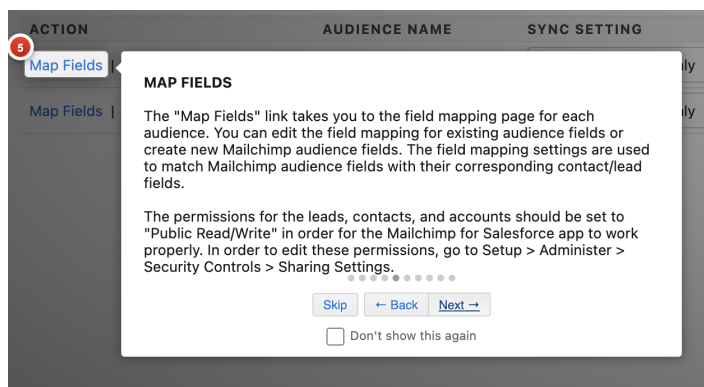 ACTION AUDIENCE NAME SYNC SETTING
5
Map Fields |
MAP FIELDS
The "Map Fields" link takes you to the field mapping page for each
audience. You can edit the field mapping for existing audience fields or
create new Mailchimp audience fields. The field mapping settings are used
to match Mailchimp audience fields with their corresponding contact/lead
fields.
The permissions for the leads, contacts, and accounts should be set to
"Public Read/Write" in order for the Mailchimp for Salesforce app to work
properly. In order to edit these permissions, go to Setup > Administer >
Security Controls > Sharing Settings.
Skip ← Back Next →
Don't show this again
Map Fields |